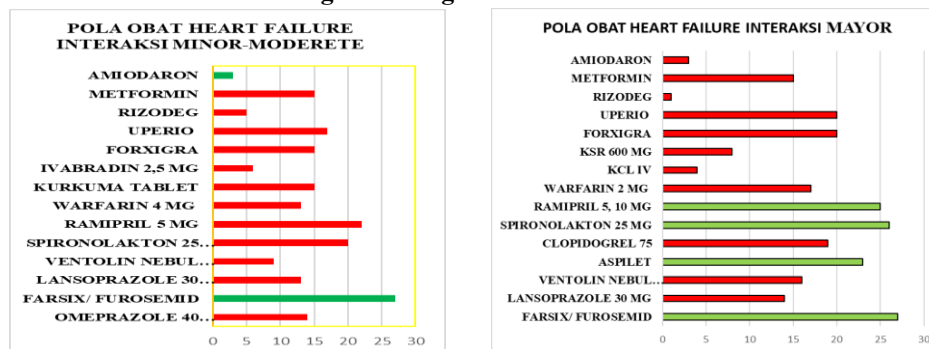 POLA OBAT HEART FAILURE
INTERAKSI MINOR-MODERETE
AMIODARON
METFORMIN
RIZODEG
UPERIO
FORXIGRA
IVABRADIN 2,5 MG
KURKUMA TABLET
WARFARIN 4 MG
RAMIPRIL 5 MG
SPIRONOLAKTON 25…
VENTOLIN NEBUL…
LANSOPRAZOLE 30…
FARSIX/ FUROSEMID
OMEPRAZOLE 40…
0 5 10 15 20 25 30
POLA OBAT HEART FAILURE INTERAKSI MAYOR
AMIODARON
METFORMIN
RIZODEG
UPERIO
FORXIGRA
KSR 600 MG
KCL IV
WARFARIN 2 MG
RAMIPRIL 5, 10 MG
SPIRONOLAKTON 25 MG
CLOPIDOGREL 75
ASPILET
VENTOLIN NEBUL…
LANSOPRAZOLE 30 MG
FARSIX/ FUROSEMID
0 5 10 15 20 25 30